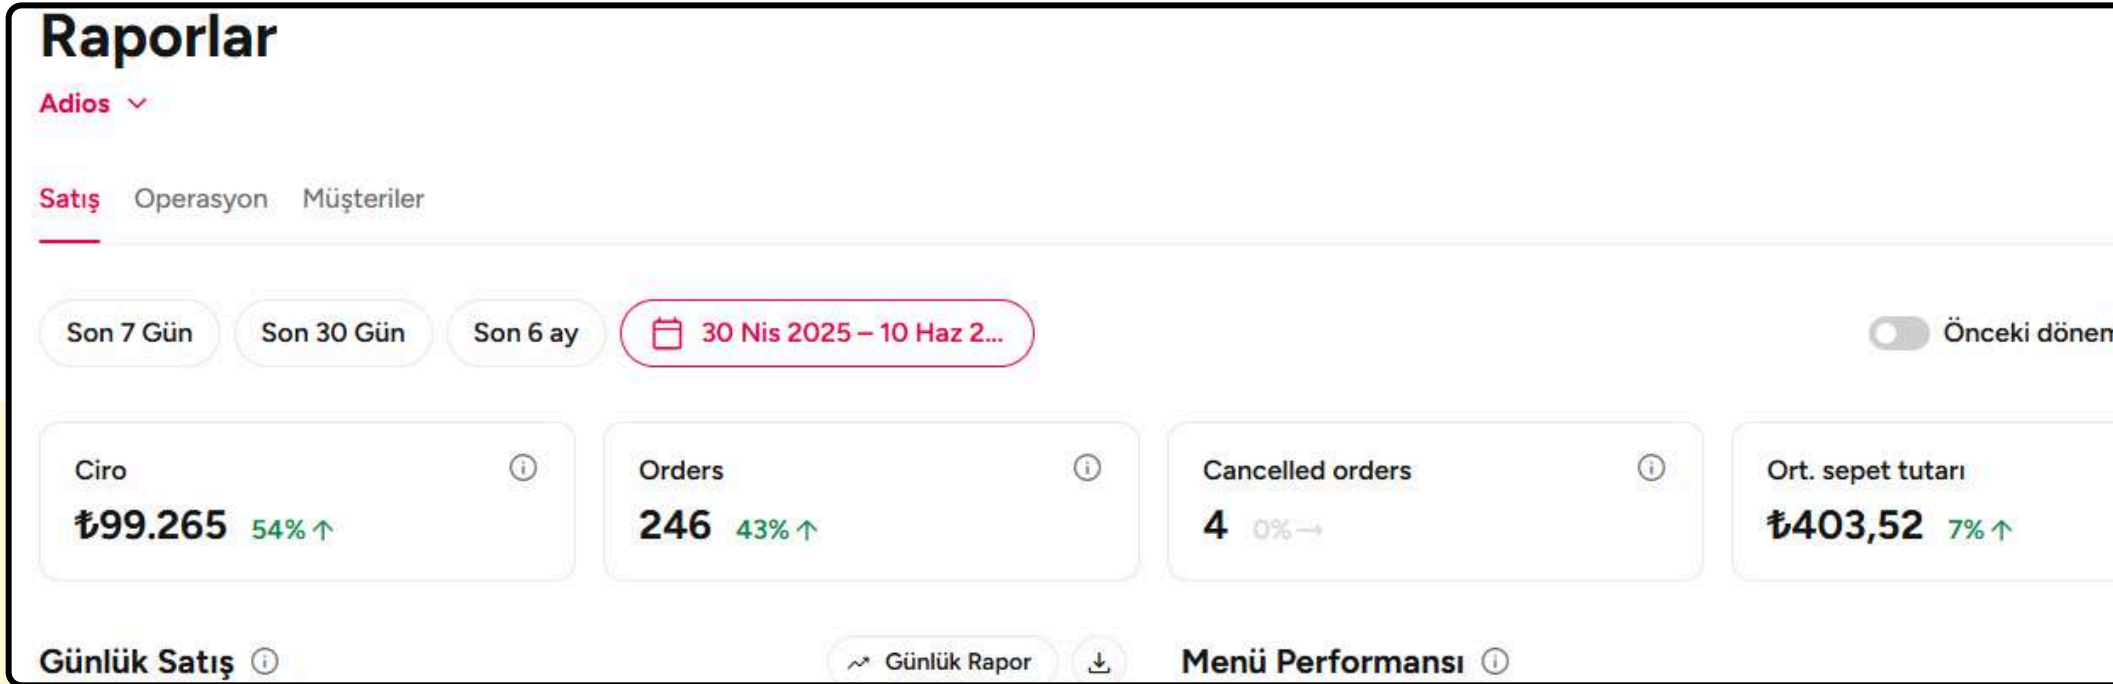 Raporlar
Adios
Satış Operasyon Müşteriler
Son 7 Gün Son 30 Gün Son 6 ay 30 Nis 2025 – 10 Haz 2... Önceki dönem
Ciro Orders Cancelled orders Ort. sepet tutarı
₺99.265 54% ↑ 246 43% ↑ 4 0% → ₺403,52 7% ↑
Günlük Satış Günlük Rapor Menü Performansı